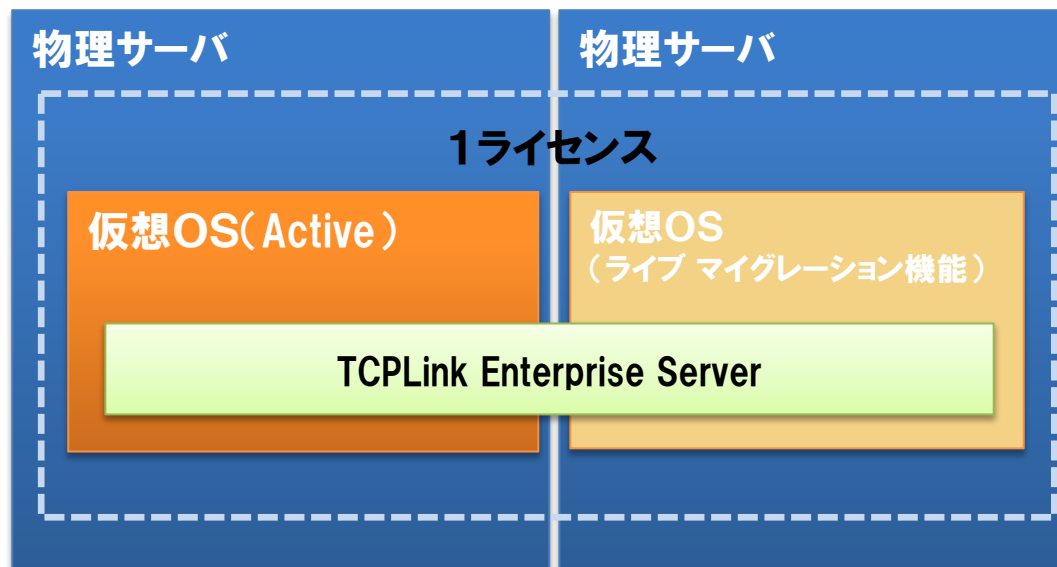 物理サーバ
物理サーバ
1ライセンス
仮想OS(Active)
仮想OS
(ライブ マイグレーション機能)
TCPLink Enterprise Server